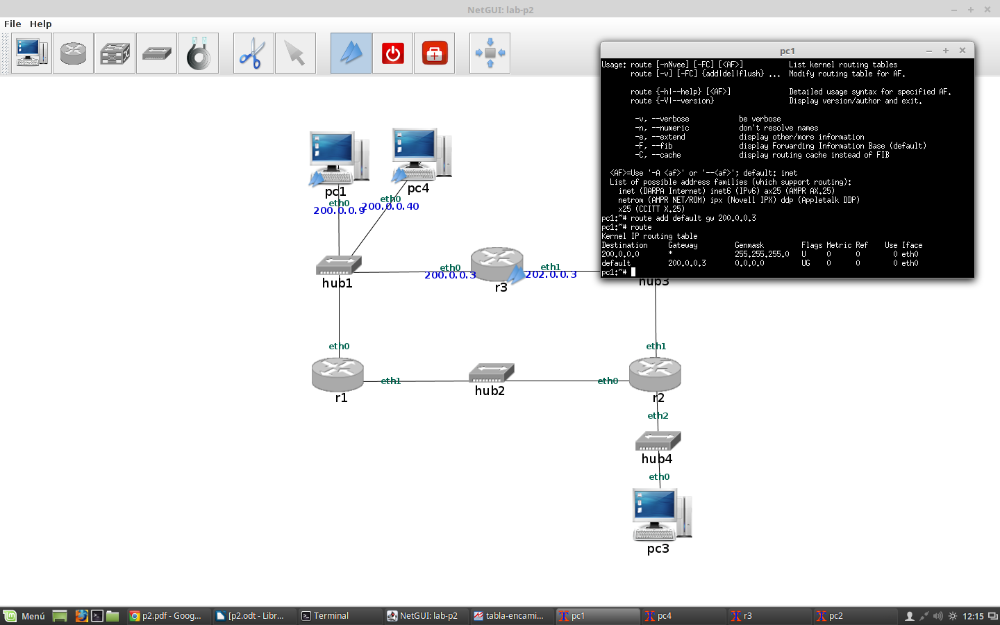 NetGUI: lab-p2
File Help
pc1
Usage: route [-nNvee] [-FC] [<AF>]           List kernel routing tables
       route [-v] [-FC] {add|del|flush} ...  Modify routing table for AF.
       route {-h|--help} [<AF>]              Detailed usage syntax for specified AF.
       route {-V|--version}                  Display version/author and exit.
        -v, --verbose            be verbose
        -n, --numeric            don't resolve names
        -e, --extend             display other/more information
        -F, --fib                display Forwarding Information Base (default)
        -C, --cache              display routing cache instead of FIB
  <AF>=Use '-A <af>' or '--<af>'; default: inet
  List of possible address families (which support routing):
    inet (DARPA Internet) inet6 (IPv6) ax25 (AMPR AX.25)
    netrom (AMPR NET/ROM) ipx (Novell IPX) ddp (Appletalk DDP)
    x25 (CCITT X.25)
pc1:~# route add default gw 200.0.0.3
pc1:~# route
Kernel IP routing table
Destination     Gateway         Genmask         Flags Metric Ref    Use Iface
200.0.0.0       *               255.255.255.0   U     0      0        0 eth0
default         200.0.0.3       0.0.0.0         UG    0      0        0 eth0
pc1:~#
pc1
pc4
eth0
eth0
200.0.0.9
200.0.0.40
hub1
eth0
200.0.0.3
r3
eth1
202.0.0.3
hub3
eth0
eth1
r1
eth1
hub2
eth0
r2
eth2
hub4
eth0
pc3
Menú
p2.pdf - Goog...
[p2.odt - Libr...
Terminal
NetGUI: lab-p2
tabla-encami...
pc1
pc4
r3
pc2
12:15